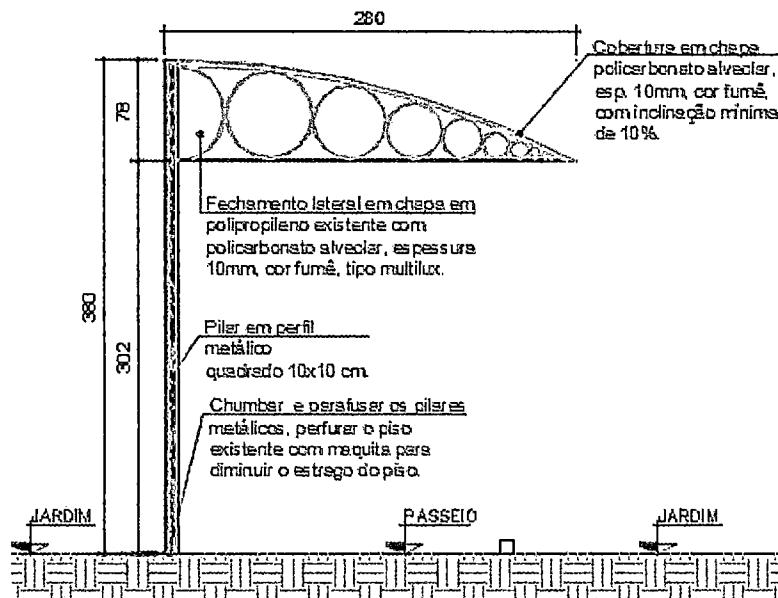 280
Cobertura em chapa
policarbonato alveolar,
esp. 10mm, cor fumê,
com inclinação mínima
de 10%.
78
Fechamento lateral em chapa em
polipropileno existente com
policarbonato alveolar, espessura
10mm, cor fumê, tipo multilux.
380
302
Pilar em perfil
metálico
quadrado 10x10 cm.
Chumbar e parafusar os pilares
metálicos, perfurar o piso
existente com maquita para
diminuir o estrago do piso.
JARDIM
PASSEIO
JARDIM